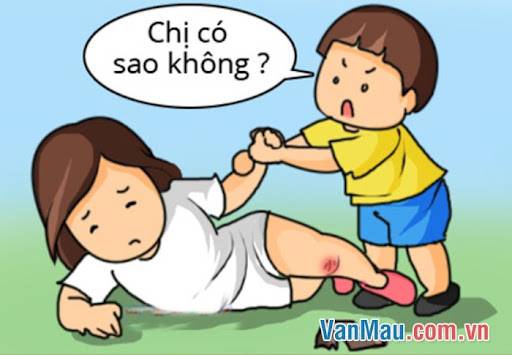 Chị có
sao không ?
VanMau.com.vn